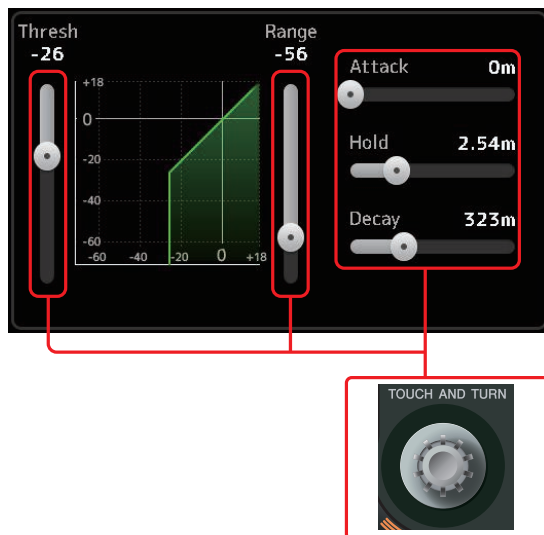 Thresh
-26
Range
-56
+18
0
-20
-40
-60
-60 -40 -20 0 +18
Attack 0m
Hold 2.54m
Decay 323m
TOUCH AND TURN